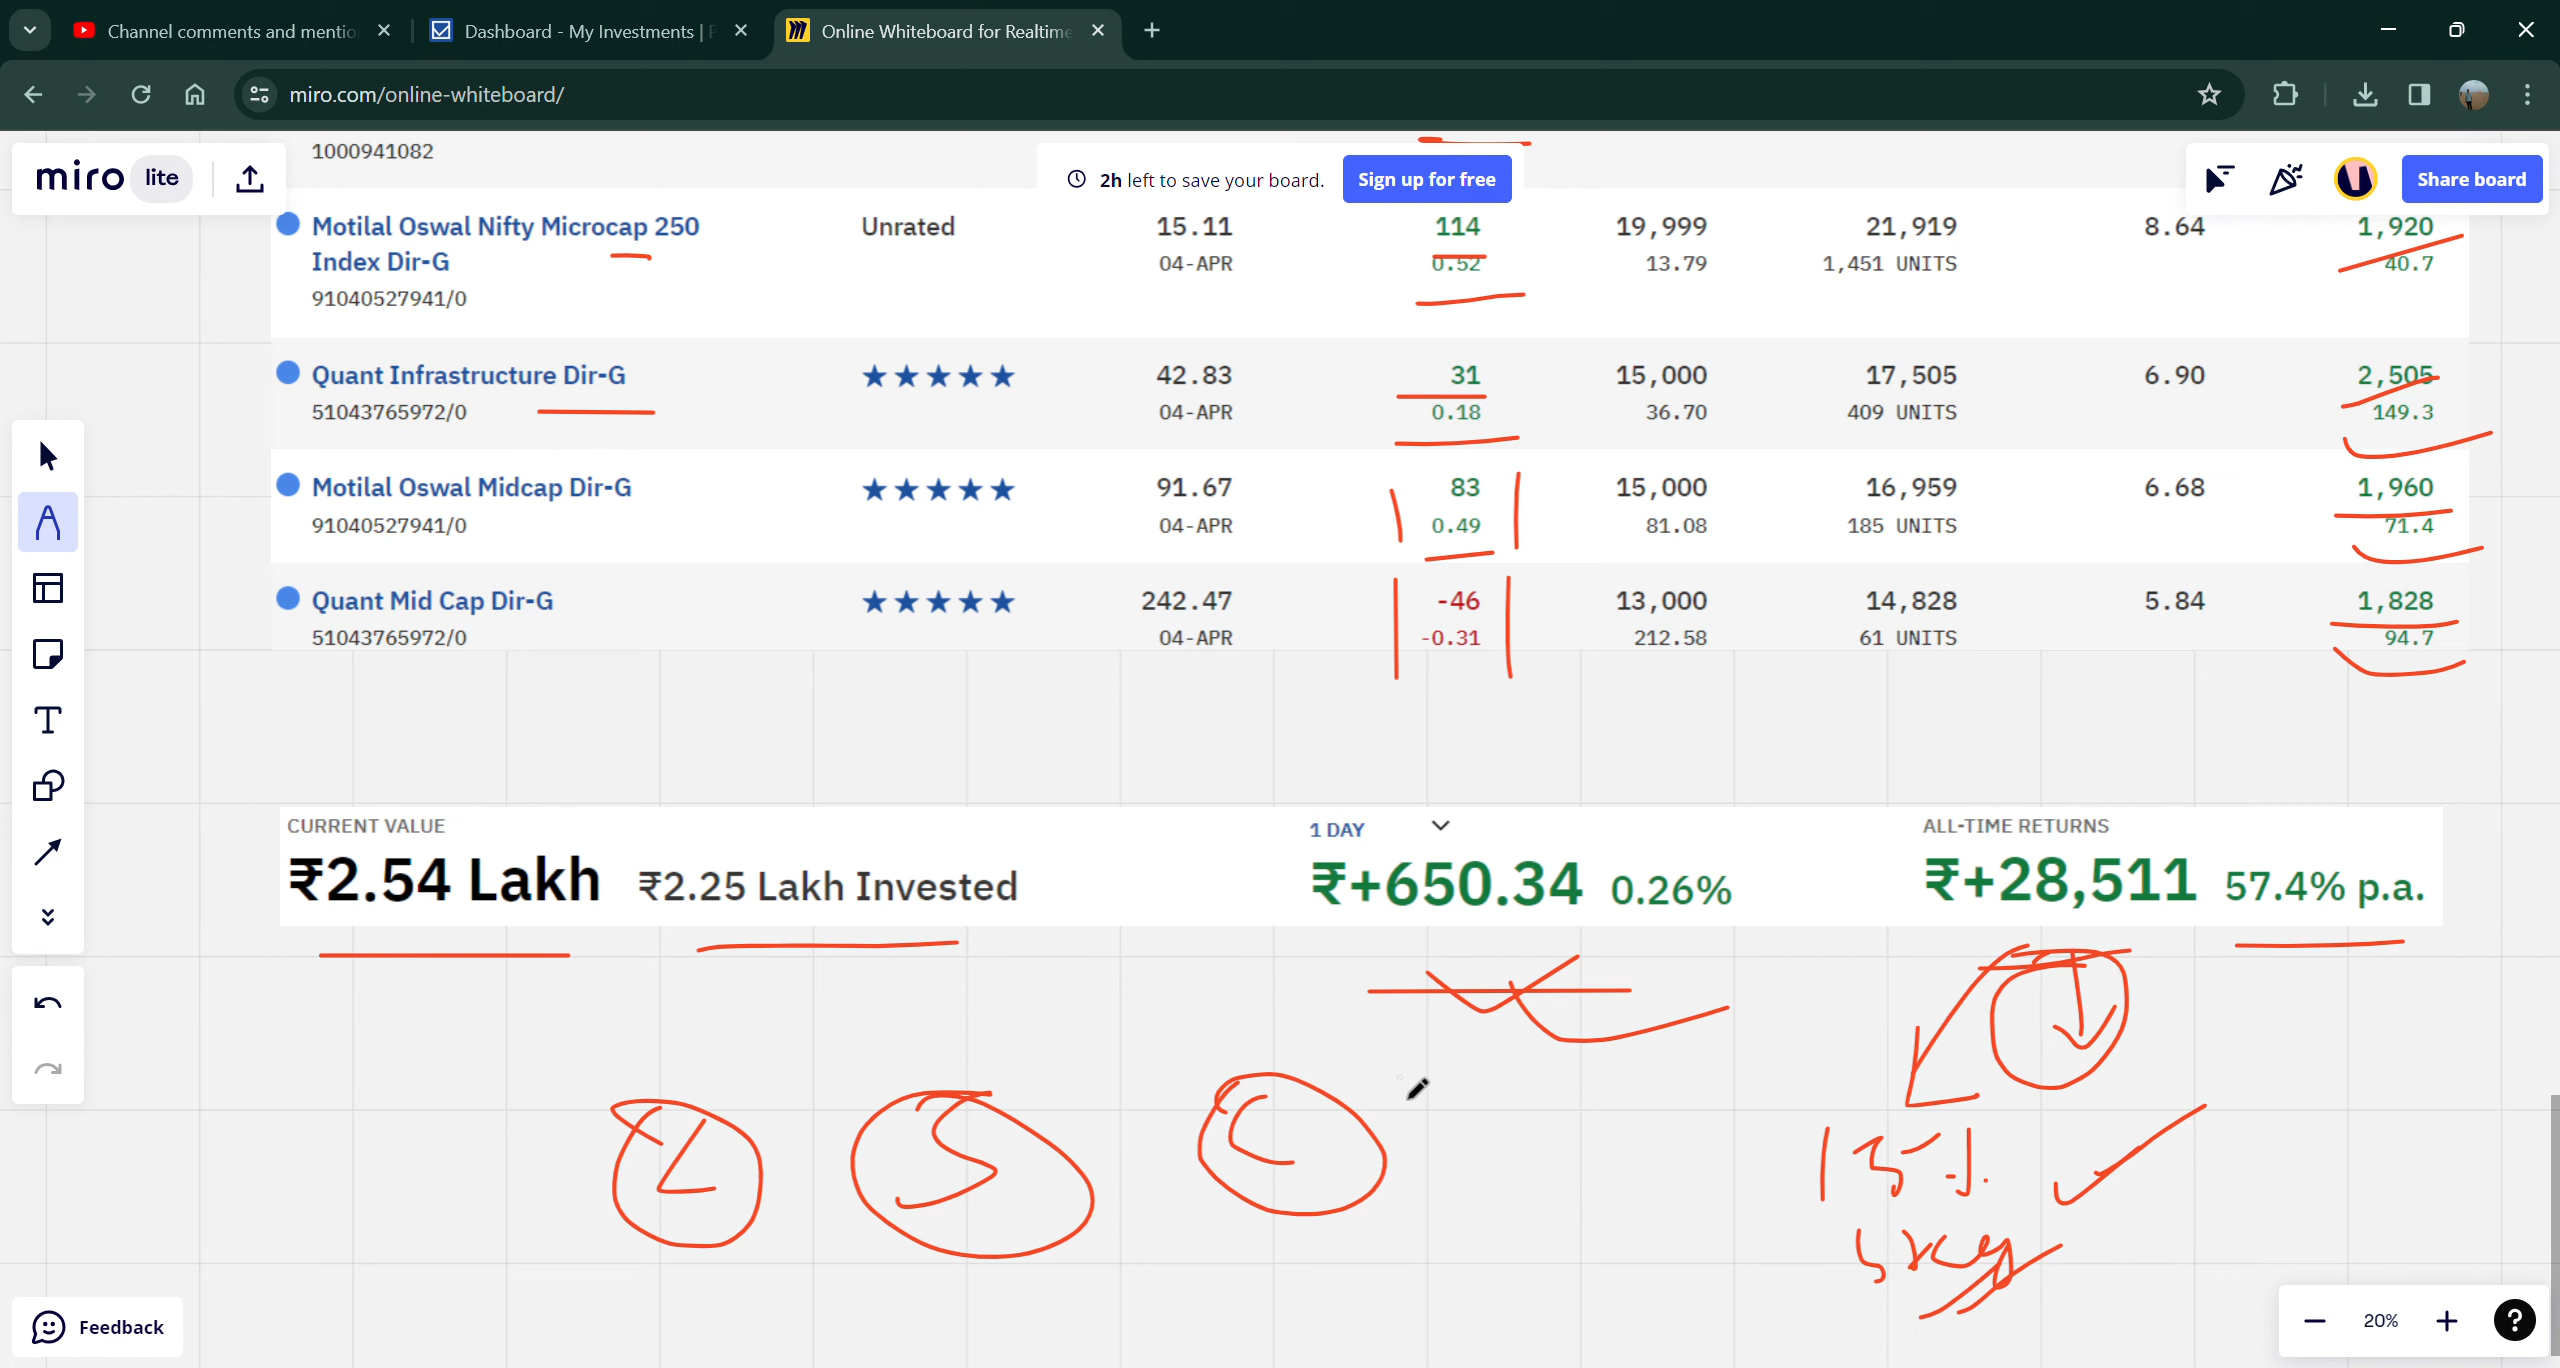 Channel comments and mentio
Dashboard - My Investments |
Online Whiteboard for Realtime
miro.com/online-whiteboard/
miro lite
2h left to save your board.
Sign up for free
Share board
1000941082
Motilal Oswal Nifty Microcap 250 Unrated 15.11 114 19,999 21,919 8.64 1,920
Index Dir-G 04-APR 0.52 13.79 1,451 UNITS 40.7
91040527941/0
Quant Infrastructure Dir-G ★★★★★ 42.83 31 15,000 17,505 6.90 2,505
51043765972/0 04-APR 0.18 36.70 409 UNITS 149.3
Motilal Oswal Midcap Dir-G ★★★★★ 91.67 83 15,000 16,959 6.68 1,960
91040527941/0 04-APR 0.49 81.08 185 UNITS 71.4
Quant Mid Cap Dir-G ★★★★★ 242.47 -46 13,000 14,828 5.84 1,828
51043765972/0 04-APR -0.31 212.58 61 UNITS 94.7
CURRENT VALUE 1 DAY ALL-TIME RETURNS
₹2.54 Lakh ₹2.25 Lakh Invested ₹+650.34 0.26% ₹+28,511 57.4% p.a.
L S C
Feedback
20%